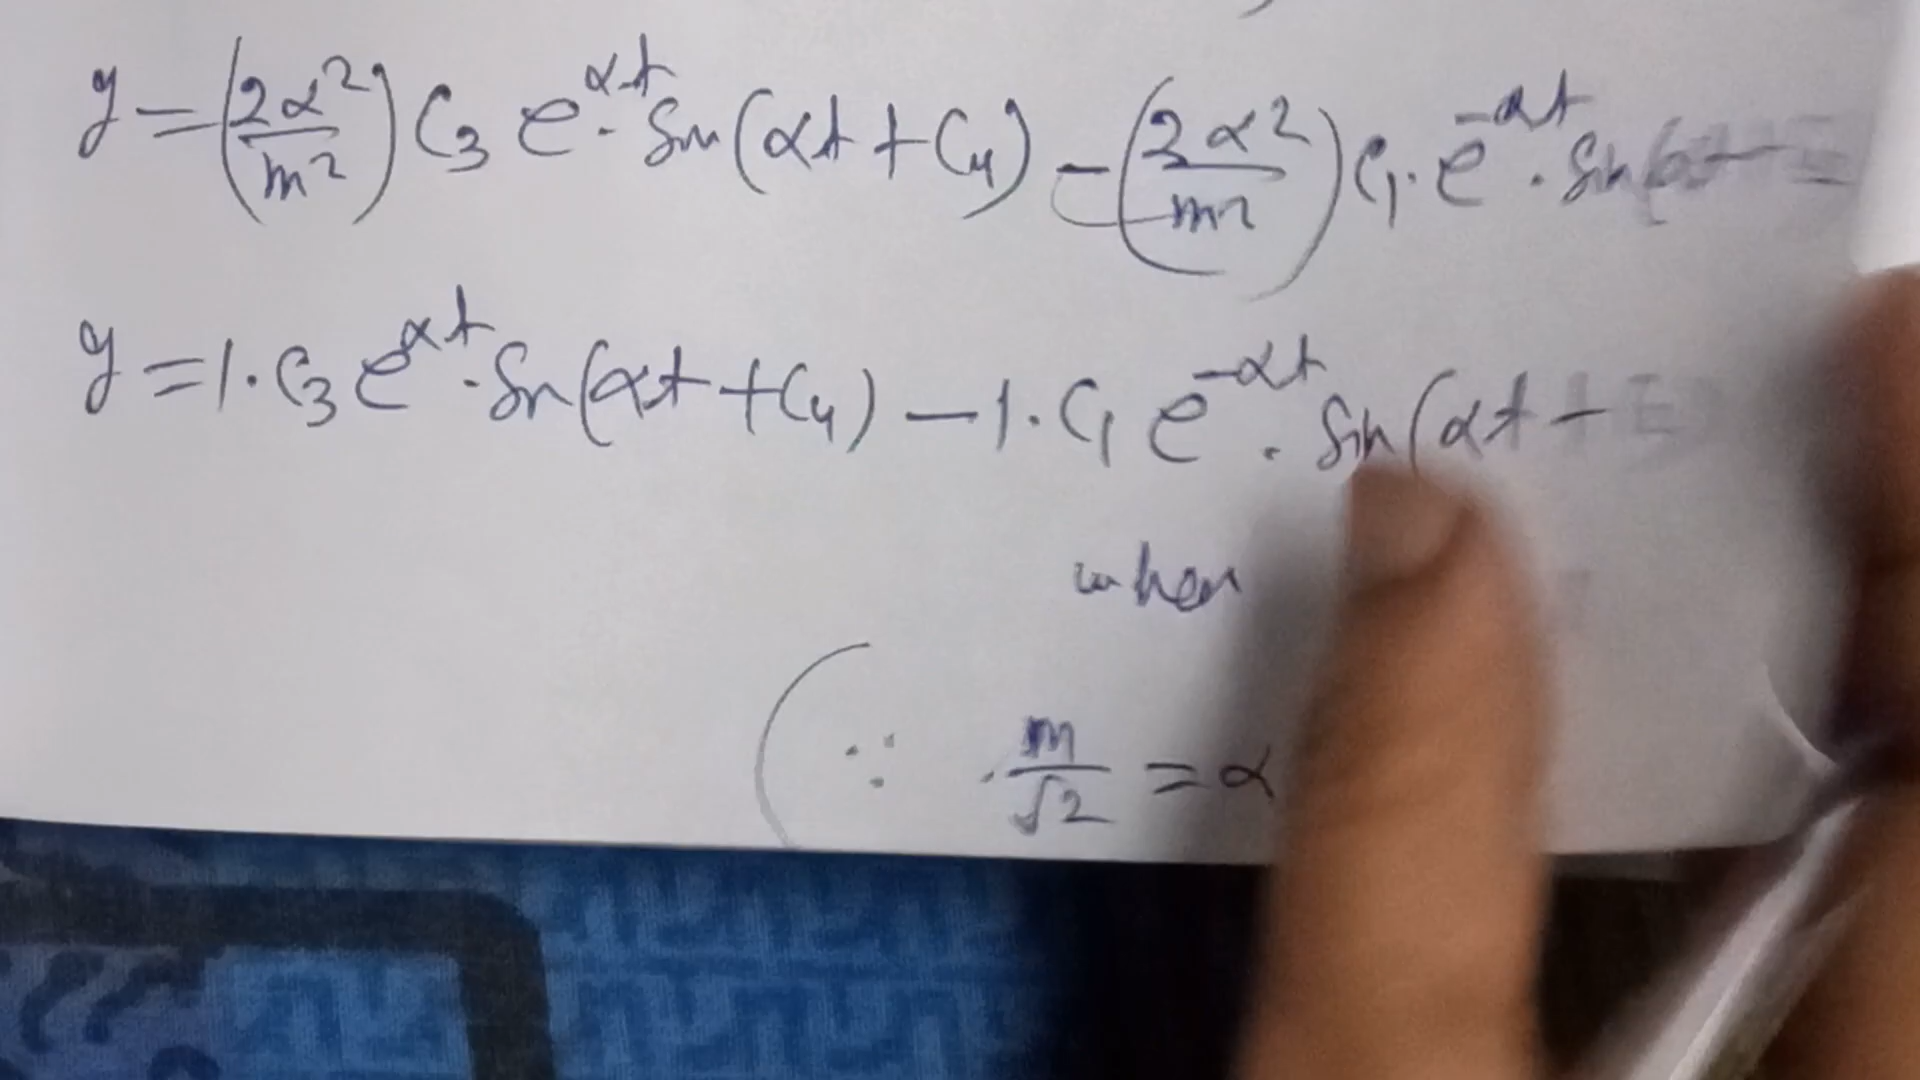 y = (2α²/m²) C₃ e^{αt} · Sin(αt + C₄) - (2α²/m²) C₁ · e^{-αt} · Sin(
y = 1 · C₃ e^{αt} · Sin(αt + C₄) - 1 · C₁ e^{-αt} · Sin(αt +
when
( ∵ m/√2 = α